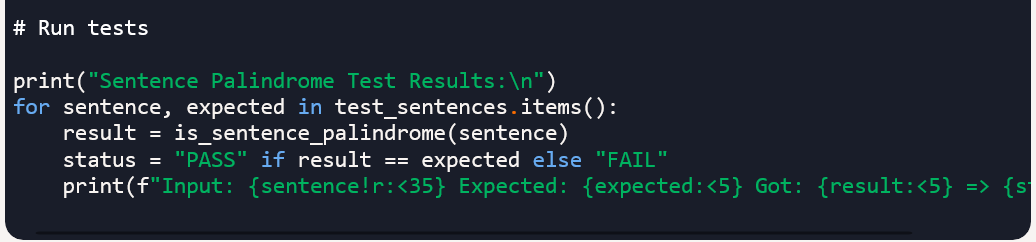 # Run tests
print("Sentence Palindrome Test Results:\n")
for sentence, expected in test_sentences.items():
    result = is_sentence_palindrome(sentence)
    status = "PASS" if result == expected else "FAIL"
    print(f"Input: {sentence!r:<35} Expected: {expected:<5} Got: {result:<5} => {st